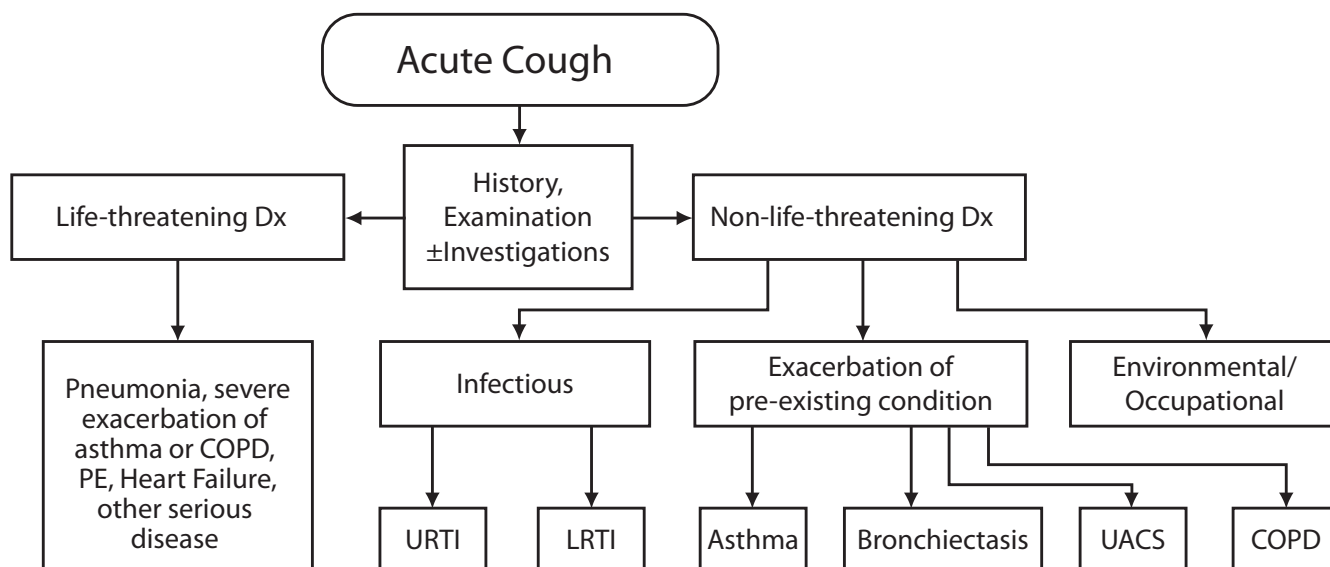 Acute Cough
History,
Examination
±Investigations
Life-threatening Dx
Non-life-threatening Dx
Pneumonia, severe
exacerbation of
asthma or COPD,
PE, Heart Failure,
other serious
disease
Infectious
Exacerbation of
pre-existing condition
Environmental/
Occupational
URTI
LRTI
Asthma
Bronchiectasis
UACS
COPD